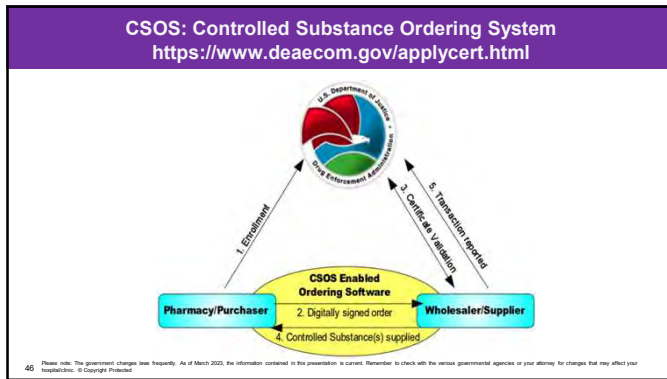 CSOS: Controlled Substance Ordering System
https://www.deaecom.gov/applycert.html
U.S. Department of Justice
Drug Enforcement Administration
1. Enrollment
3. Certificate Validation
5. Transaction reported
CSOS Enabled
Ordering Software
Pharmacy/Purchaser
2. Digitally signed order
Wholesaler/Supplier
4. Controlled Substance(s) supplied
46 Please note: The government changes laws frequently. As of March 2023, the information contained in this presentation is current. Remember to check with the various governmental agencies or your attorney for changes that may affect your
hospital/clinic. © Copyright Protected